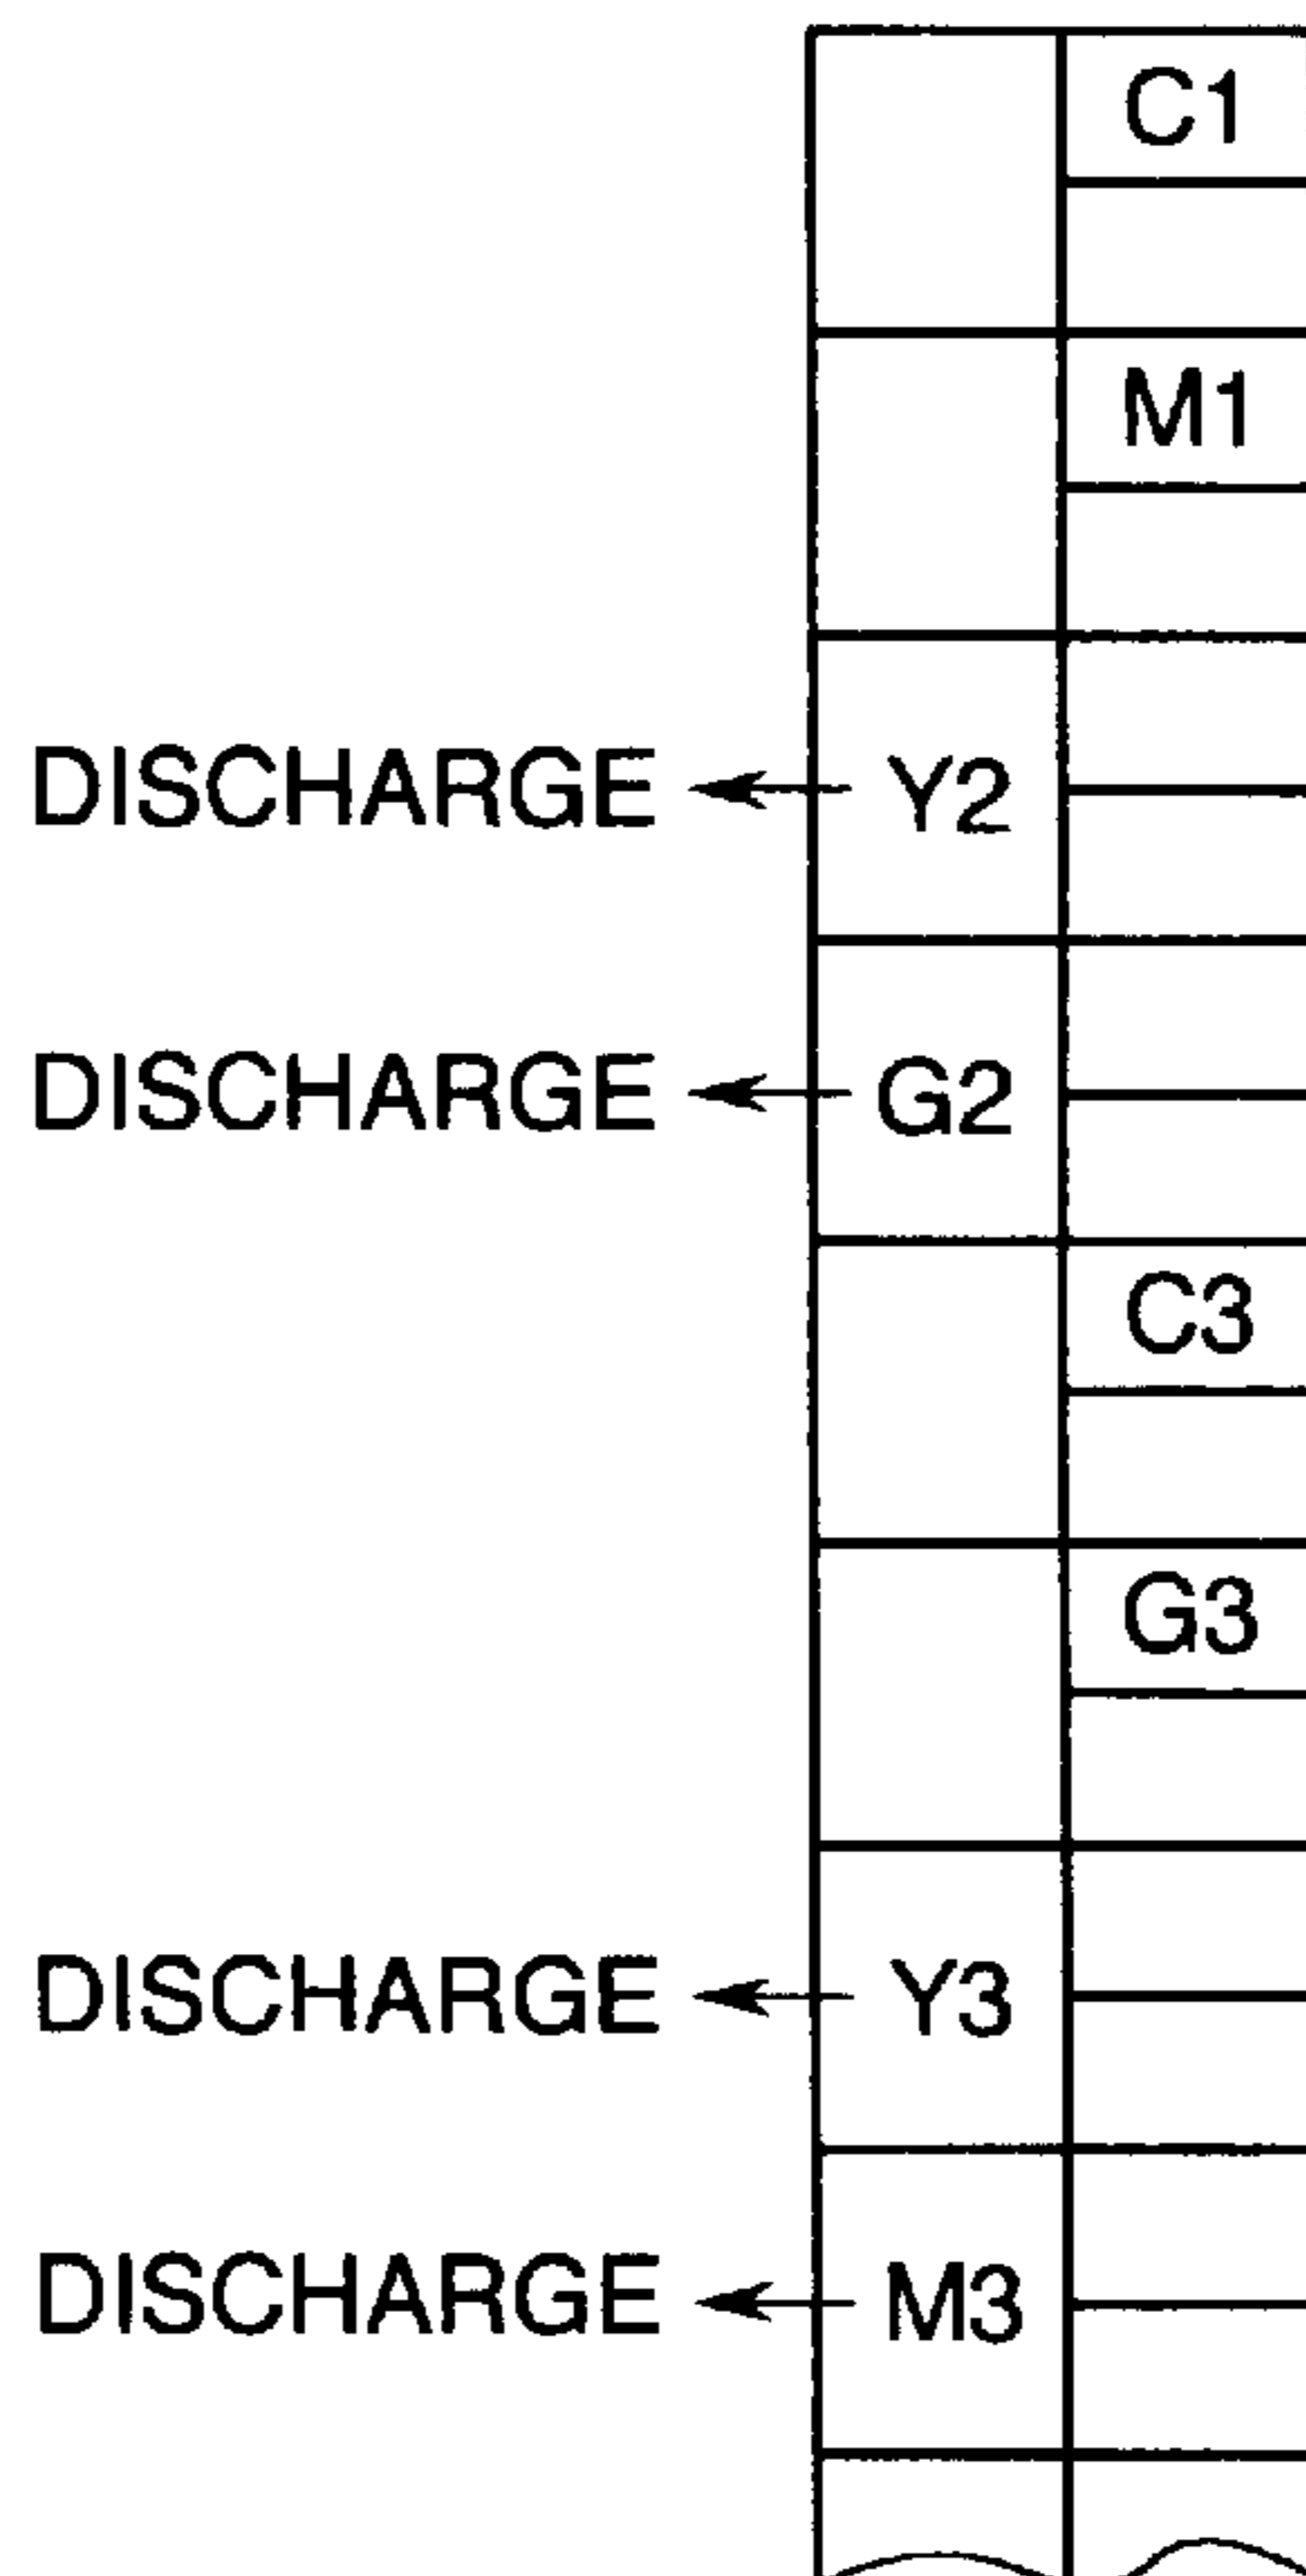 C1
M1
DISCHARGE Y2
DISCHARGE G2
C3
G3
DISCHARGE Y3
DISCHARGE M3